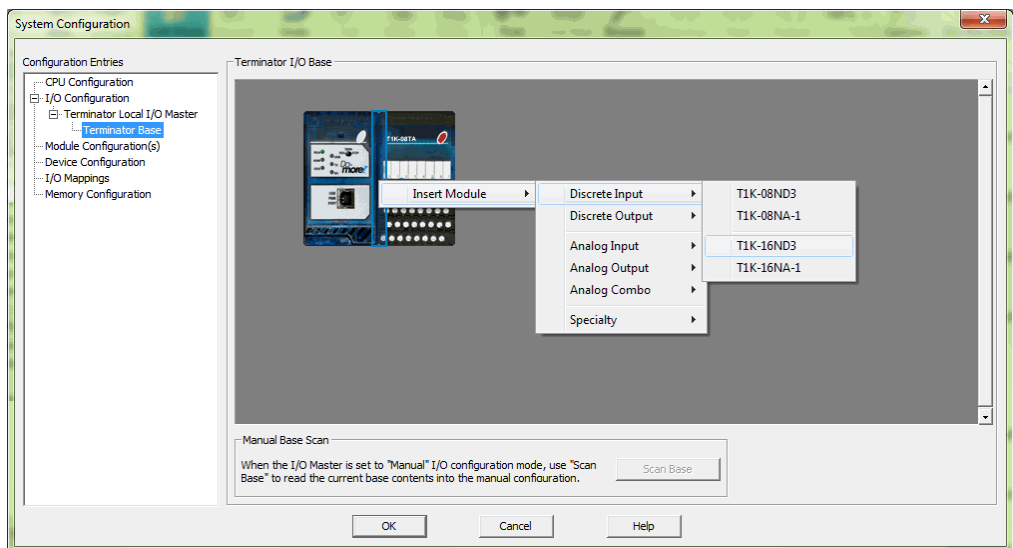 System Configuration
Configuration Entries
CPU Configuration
I/O Configuration
Terminator Local I/O Master
Terminator Base
Module Configuration(s)
Device Configuration
I/O Mappings
Memory Configuration
Terminator I/O Base
T1K-08TA
Do-more!
Insert Module
Discrete Input
Discrete Output
Analog Input
Analog Output
Analog Combo
Specialty
T1K-08ND3
T1K-08NA-1
T1K-16ND3
T1K-16NA-1
Manual Base Scan
When the I/O Master is set to "Manual" I/O configuration mode, use "Scan
Base" to read the current base contents into the manual configuration.
Scan Base
OK
Cancel
Help